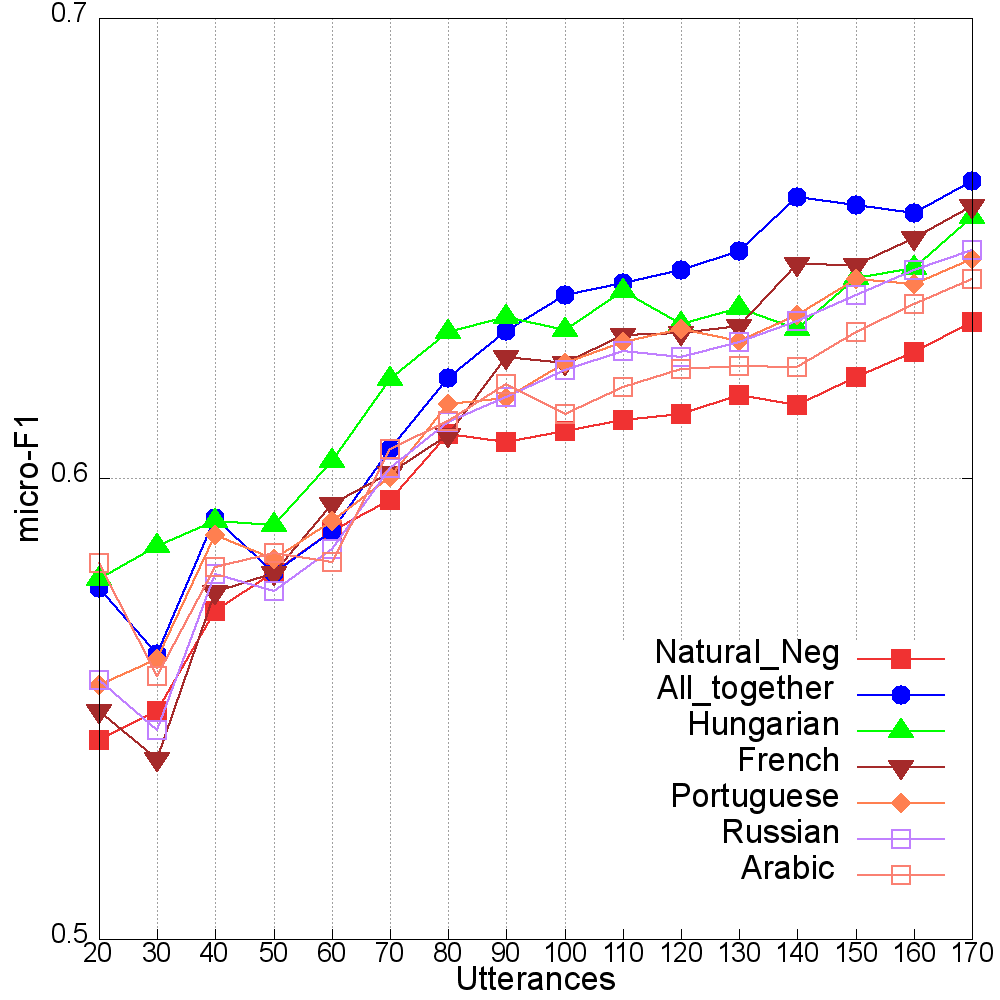 0.7
0.6
0.5
micro-F1
Natural_Neg
All_together
Hungarian
French
Portuguese
Russian
Arabic
20 30 40 50 60 70 80 90 100 110 120 130 140 150 160 170
Utterances